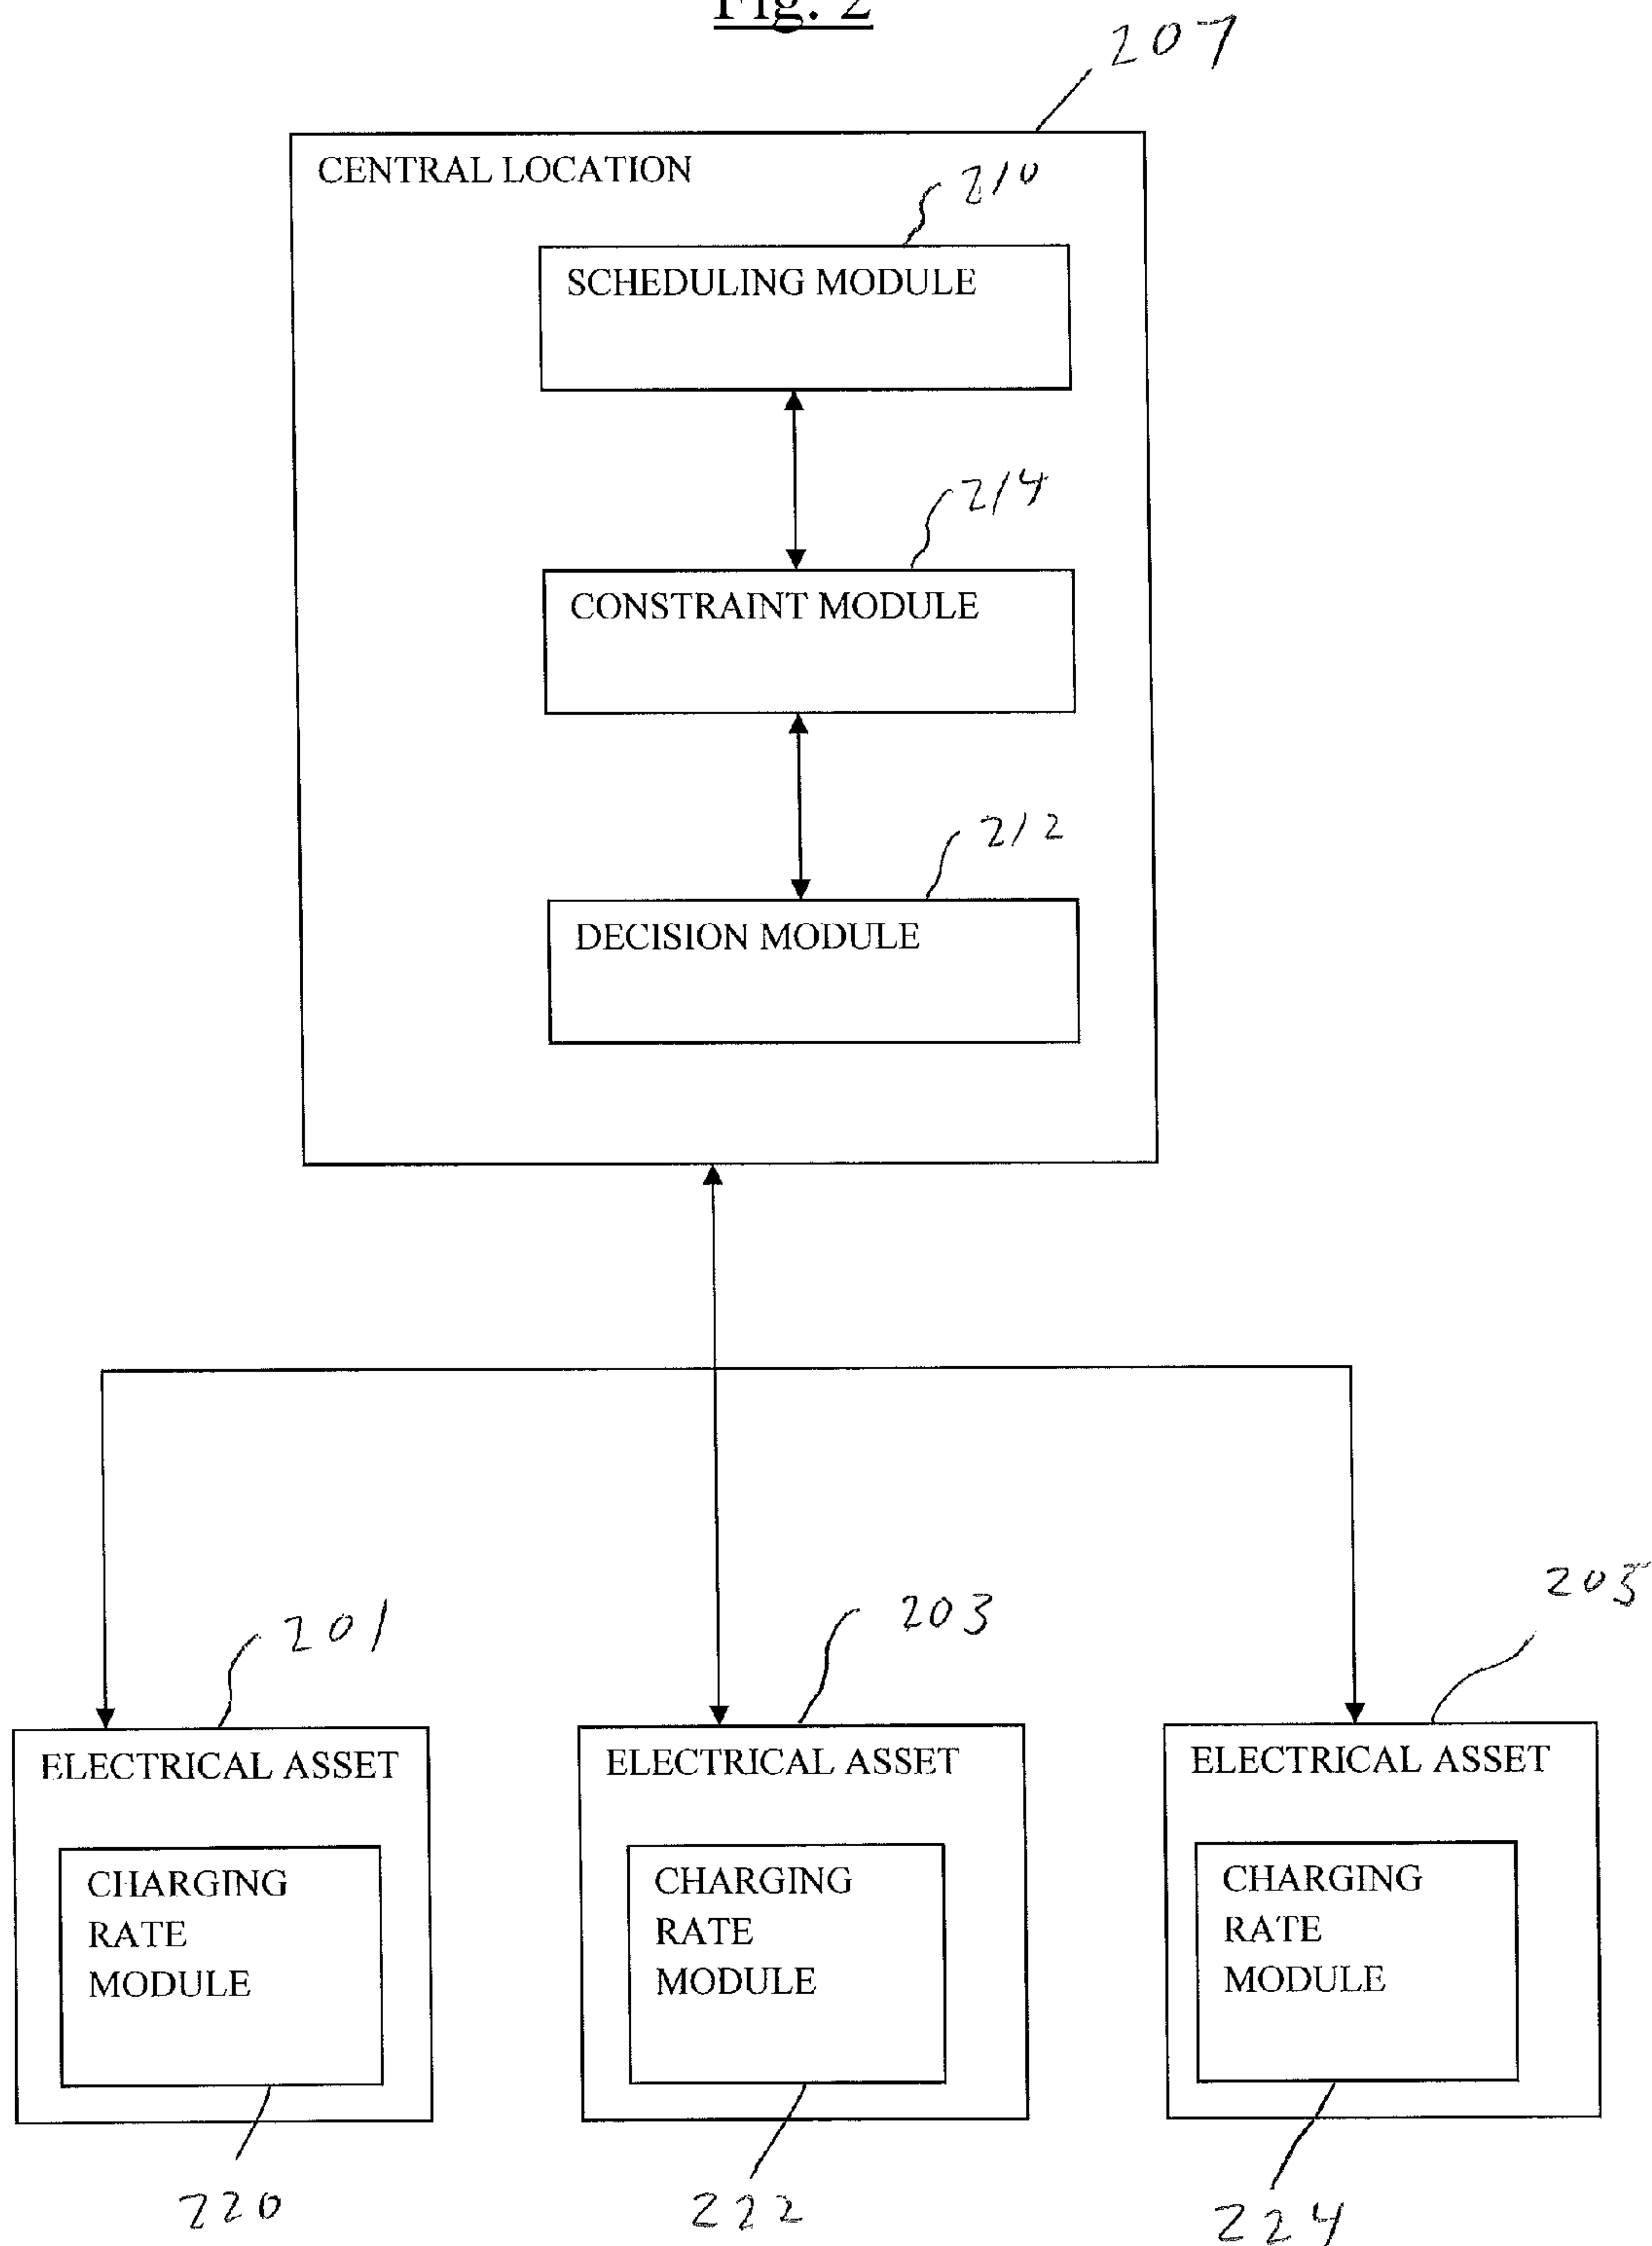 Fig. 2
207
CENTRAL LOCATION
210
SCHEDULING MODULE
214
CONSTRAINT MODULE
212
DECISION MODULE
201
203
205
ELECTRICAL ASSET
ELECTRICAL ASSET
ELECTRICAL ASSET
CHARGING
RATE
MODULE
CHARGING
RATE
MODULE
CHARGING
RATE
MODULE
220
222
224